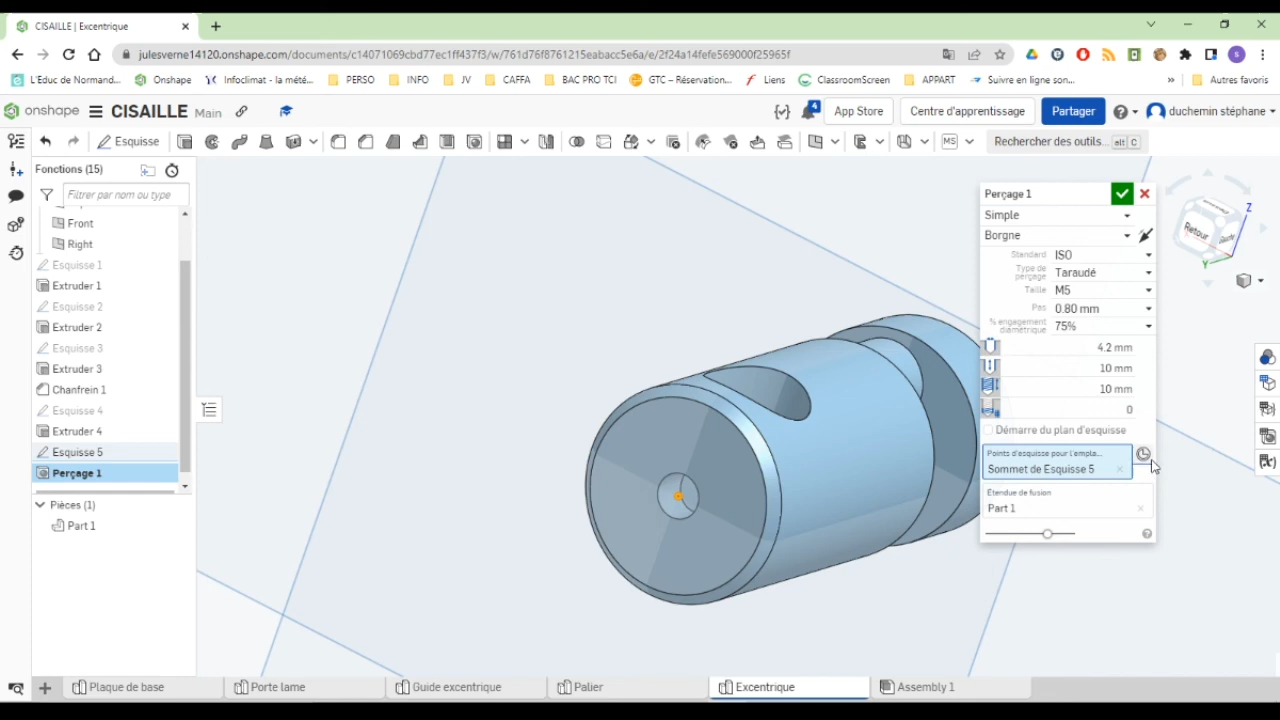 CISAILLE | Excentrique
julesverne14120.onshape.com/documents/c14071069cbd77ec1ff437f3/w/761d76f8761215eabacc5e6a/e/2f24a14fefe569000f25965f
L'Educ de Normand... Onshape Infoclimat - la mété... PERSO INFO JV CAFFA BAC PRO TCI GTC – Réservation... Liens ClassroomScreen APPART Suivre en ligne son... » Autres favoris
onshape CISAILLE Main 4 App Store Centre d'apprentissage Partager duchemin stéphane
Esquisse MS Rechercher des outils... alt C
Fonctions (15)
Filtrer par nom ou type
Front
Right
Esquisse 1
Extruder 1
Esquisse 2
Extruder 2
Esquisse 3
Extruder 3
Chanfrein 1
Esquisse 4
Extruder 4
Esquisse 5
Perçage 1
Pièces (1)
Part 1
Retour
Z
Y
Perçage 1
Simple
Borgne
Standard ISO
Type de perçage Taraudé
Taille M5
Pas 0.80 mm
% engagement diamétrique 75%
4.2 mm
10 mm
10 mm
0
Démarre du plan d'esquisse
Points d'esquisse pour l'empla...
Sommet de Esquisse 5
Étendue de fusion
Part 1
Plaque de base Porte lame Guide excentrique Palier Excentrique Assembly 1